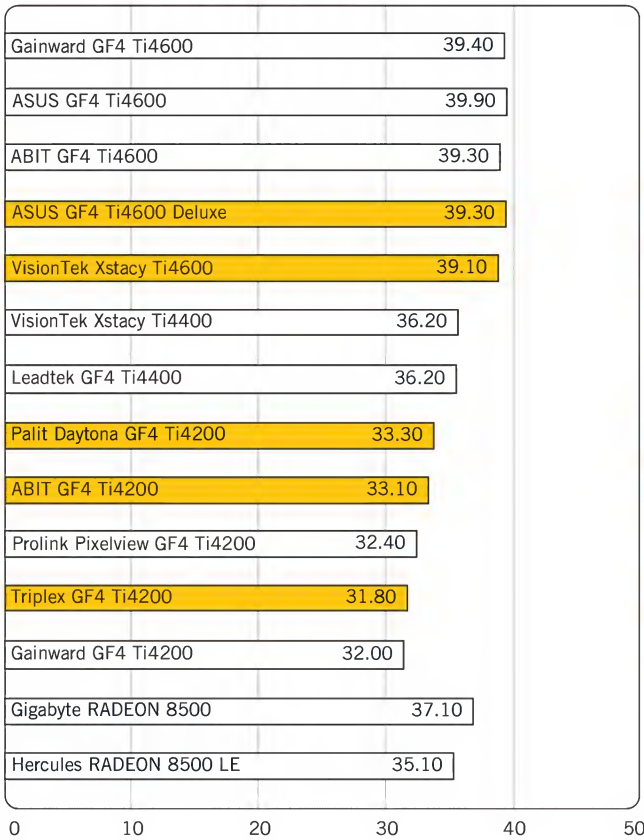 Gainward GF4 Ti4600 39.40
ASUS GF4 Ti4600 39.90
ABIT GF4 Ti4600 39.30
ASUS GF4 Ti4600 Deluxe 39.30
VisionTek Xstacy Ti4600 39.10
VisionTek Xstacy Ti4400 36.20
Leadtek GF4 Ti4400 36.20
Palit Daytona GF4 Ti4200 33.30
ABIT GF4 Ti4200 33.10
Prolink Pixelview GF4 Ti4200 32.40
Triplex GF4 Ti4200 31.80
Gainward GF4 Ti4200 32.00
Gigabyte RADEON 8500 37.10
Hercules RADEON 8500 LE 35.10
0 10 20 30 40 50